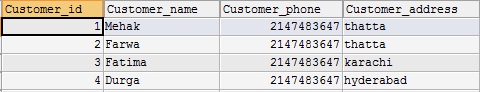 Customer_id Customer_name Customer_phone Customer_address
1 Mehak 2147483647 thatta
2 Farwa 2147483647 thatta
3 Fatima 2147483647 karachi
4 Durga 2147483647 hyderabad